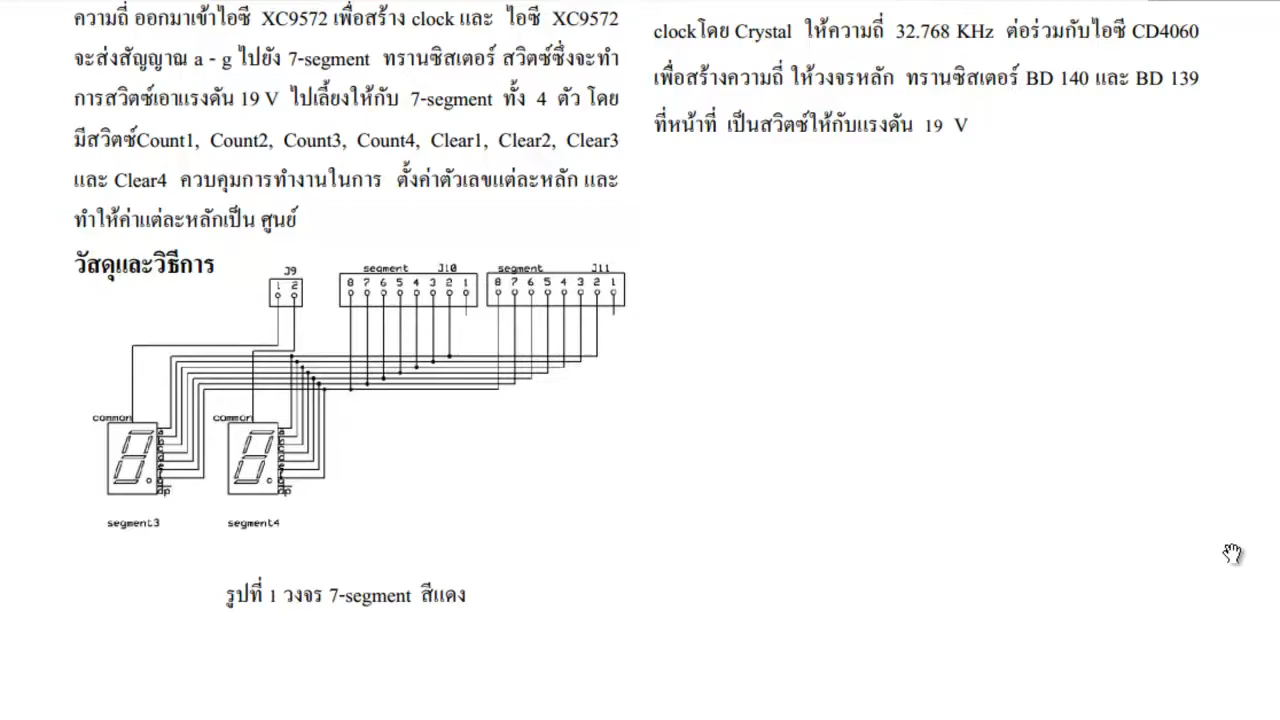 ความถี่ ออกมาเข้าไอซี XC9572 เพื่อสร้าง clock และ ไอซี XC9572
จะส่งสัญญาณ a - g ไปยัง 7-segment ทรานซิสเตอร์ สวิตซ์ซึ่งจะทำ
การสวิตซ์เอาแรงดัน 19 V ไปเลี้ยงให้กับ 7-segment ทั้ง 4 ตัว โดย
มีสวิตซ์Count1, Count2, Count3, Count4, Clear1, Clear2, Clear3
และ Clear4 ควบคุมการทำงานในการ ตั้งค่าตัวเลขแต่ละหลัก และ
ทำให้ค่าแต่ละหลักเป็น ศูนย์
วัสดุและวิธีการ
J9
1 2
segment J10
8 7 6 5 4 3 2 1
segment J11
8 7 6 5 4 3 2 1
common
common
dp
dp
segment3
segment4
รูปที่ 1 วงจร 7-segment สีแดง
clockโดย Crystal ให้ความถี่ 32.768 KHz ต่อร่วมกับไอซี CD4060
เพื่อสร้างความถี่ ให้วงจรหลัก ทรานซิสเตอร์ BD 140 และ BD 139
ที่หน้าที่ เป็นสวิตซ์ให้กับแรงดัน 19 V